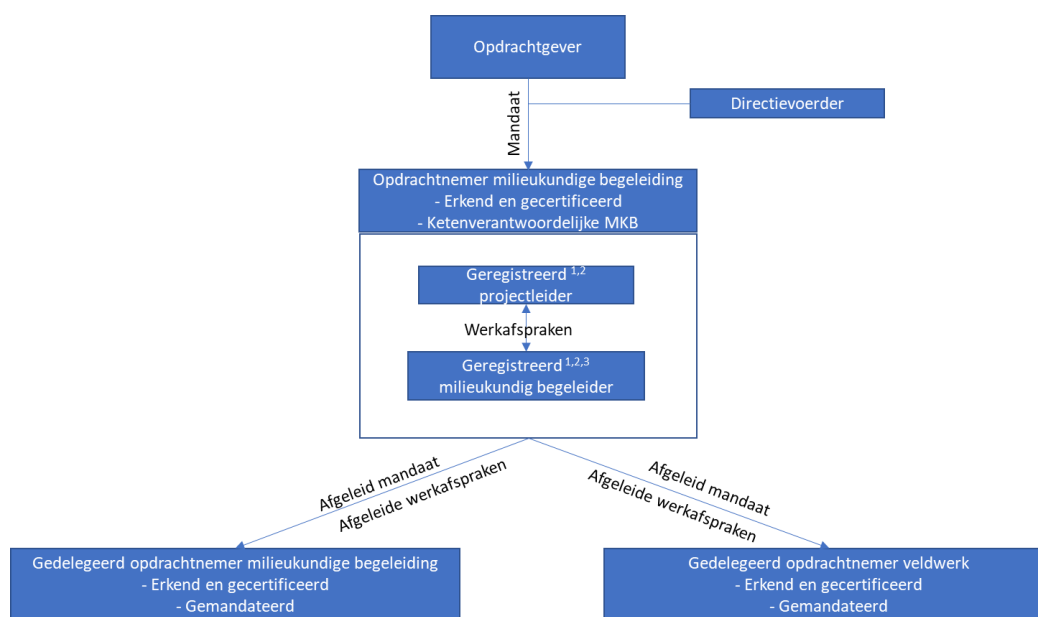 Opdrachtgever
Mandaat
Directievoerder
Opdrachtnemer milieukundige begeleiding
- Erkend en gecertificeerd
- Ketenverantwoordelijke MKB
Geregistreerd 1,2
projectleider
Werkafspraken
Geregistreerd 1,2,3
milieukundig begeleider
Afgeleid mandaat
Afgeleide werkafspraken
Afgeleid mandaat
Afgeleide werkafspraken
Gedelegeerd opdrachtnemer milieukundige begeleiding
- Erkend en gecertificeerd
- Gemandateerd
Gedelegeerd opdrachtnemer veldwerk
- Erkend en gecertificeerd
- Gemandateerd